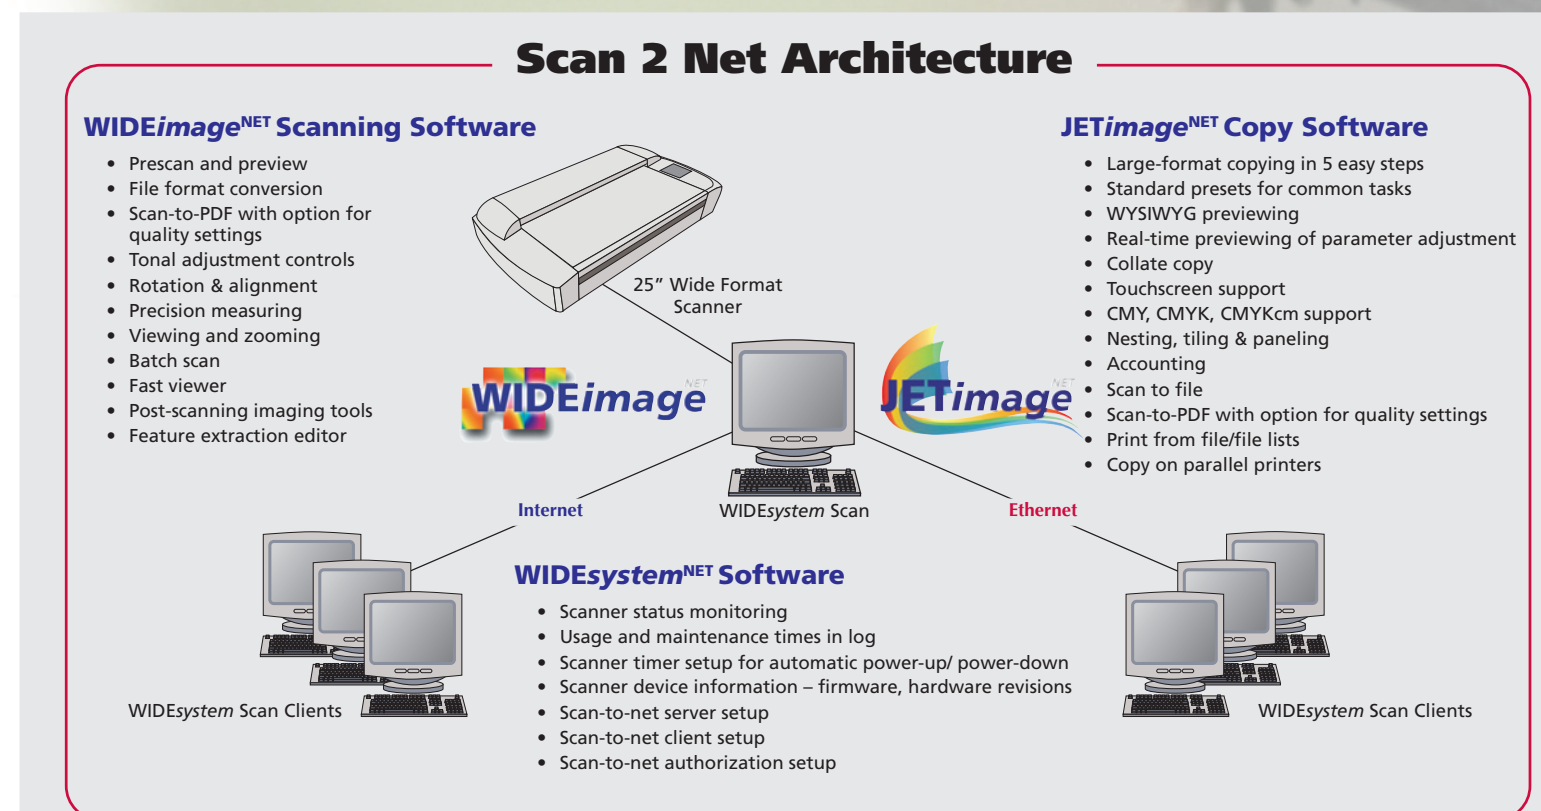 Scan 2 Net Architecture
WIDEimageNET Scanning Software
• Prescan and preview
• File format conversion
• Scan-to-PDF with option for
quality settings
• Tonal adjustment controls
• Rotation & alignment
• Precision measuring
• Viewing and zooming
• Batch scan
• Fast viewer
• Post-scanning imaging tools
• Feature extraction editor
25” Wide Format
Scanner
JETimageNET Copy Software
• Large-format copying in 5 easy steps
• Standard presets for common tasks
• WYSIWYG previewing
• Real-time previewing of parameter adjustment
• Collate copy
• Touchscreen support
• CMY, CMYK, CMYKcm support
• Nesting, tiling & paneling
• Accounting
• Scan to file
• Scan-to-PDF with option for quality settings
• Print from file/file lists
• Copy on parallel printers
WIDEimage NET
JETimage NET
Internet
WIDEsystem Scan
Ethernet
WIDEsystemNET Software
• Scanner status monitoring
• Usage and maintenance times in log
• Scanner timer setup for automatic power-up/ power-down
• Scanner device information – firmware, hardware revisions
• Scan-to-net server setup
• Scan-to-net client setup
• Scan-to-net authorization setup
WIDEsystem Scan Clients
WIDEsystem Scan Clients